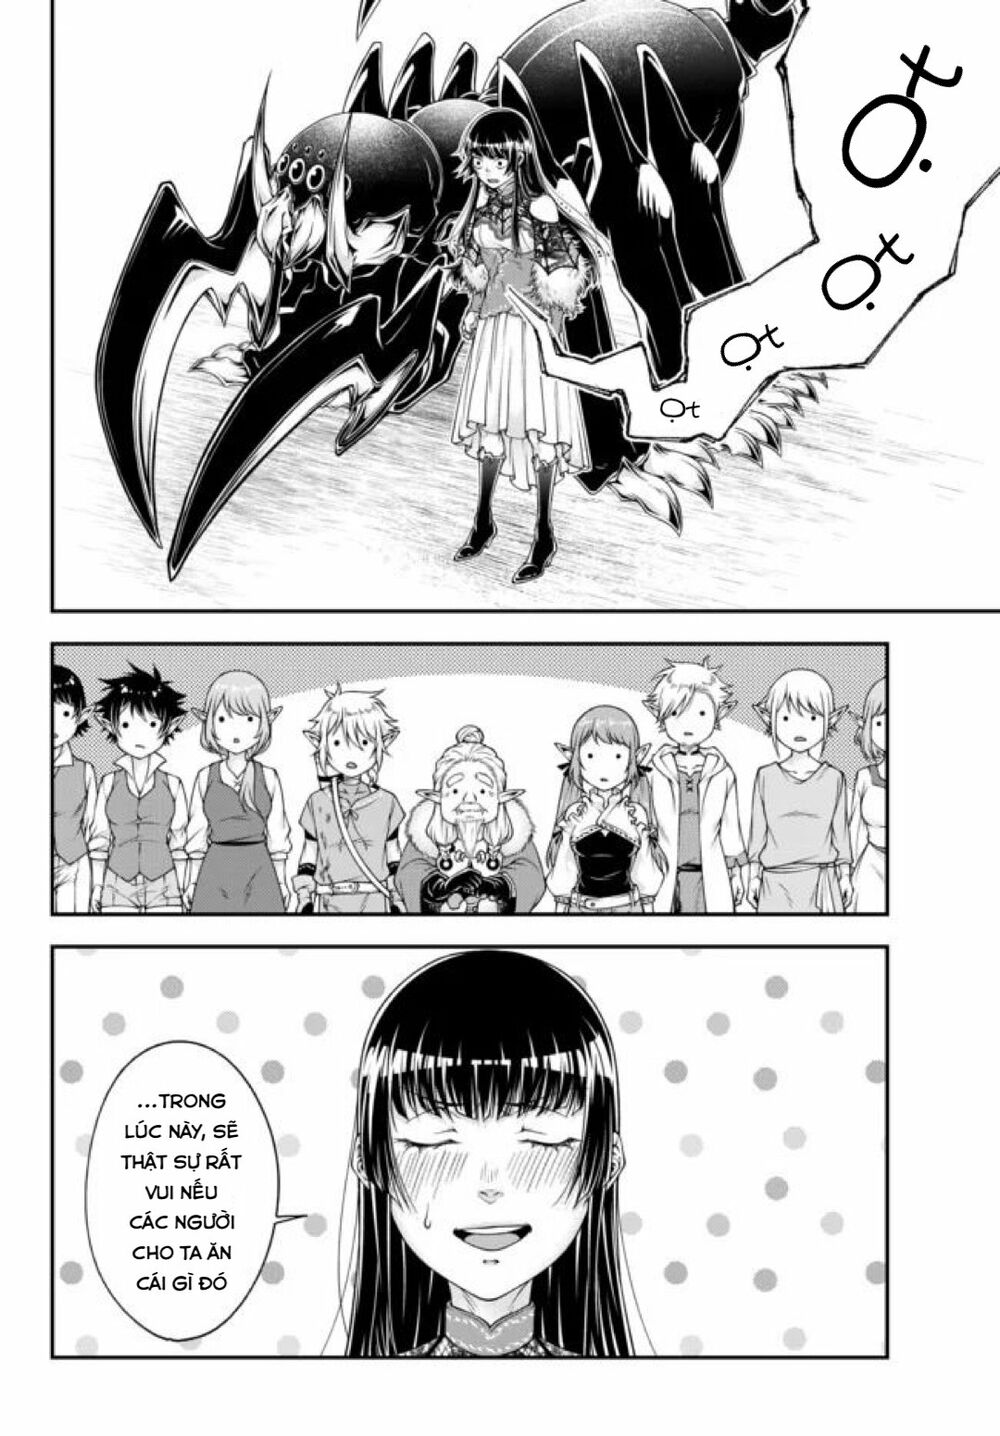 Ọt
Ọt
Ọt
Ọt
...TRONG
LÚC NÀY, SẼ
THẬT SỰ RẤT
VUI NẾU
CÁC NGƯỜI
CHO TA ĂN
CÁI GÌ ĐÓ